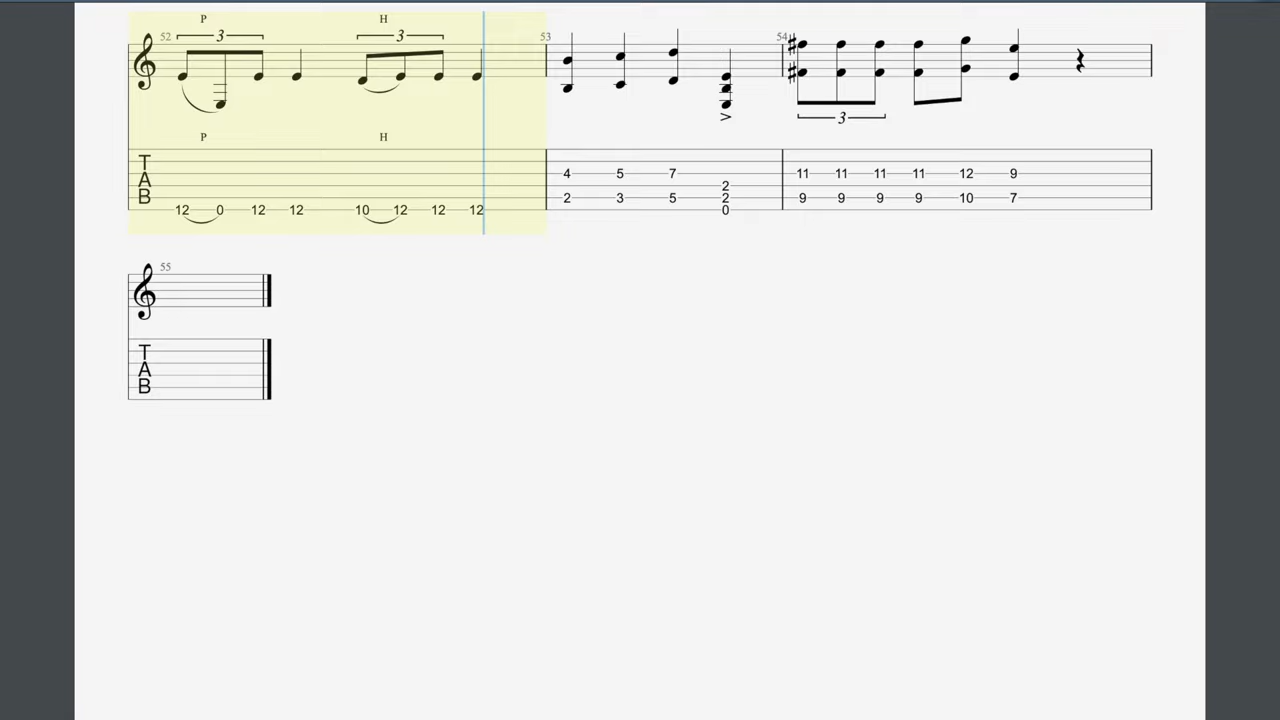 P H
52 3 3 53 54
> 3
P H
T 4 5 7 11 11 11 11 12 9
A 2
B 2 3 5 2 9 9 9 9 10 7
12 0 12 12 10 12 12 12 0
55
T
A
B